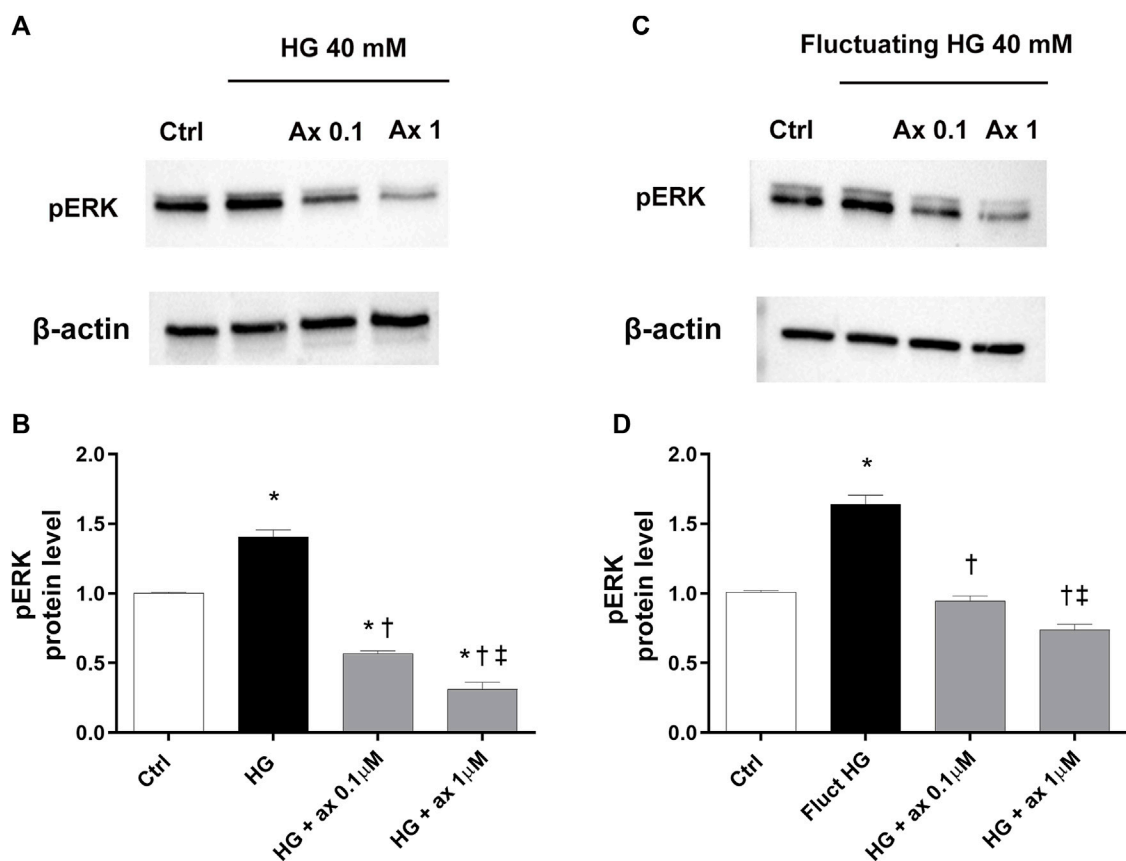 A
HG 40 mM
Ctrl
Ax 0.1
Ax 1
pERK
β-actin
C
Fluctuating HG 40 mM
Ctrl
Ax 0.1
Ax 1
pERK
β-actin
B
pERK
protein level
2.0
1.5
1.0
0.5
0.0
*
* †
* † ‡
Ctrl
HG
HG + ax 0.1µM
HG + ax 1µM
D
pERK
protein level
2.0
1.5
1.0
0.5
0.0
*
†
† ‡
Ctrl
Fluct HG
HG + ax 0.1µM
HG + ax 1µM